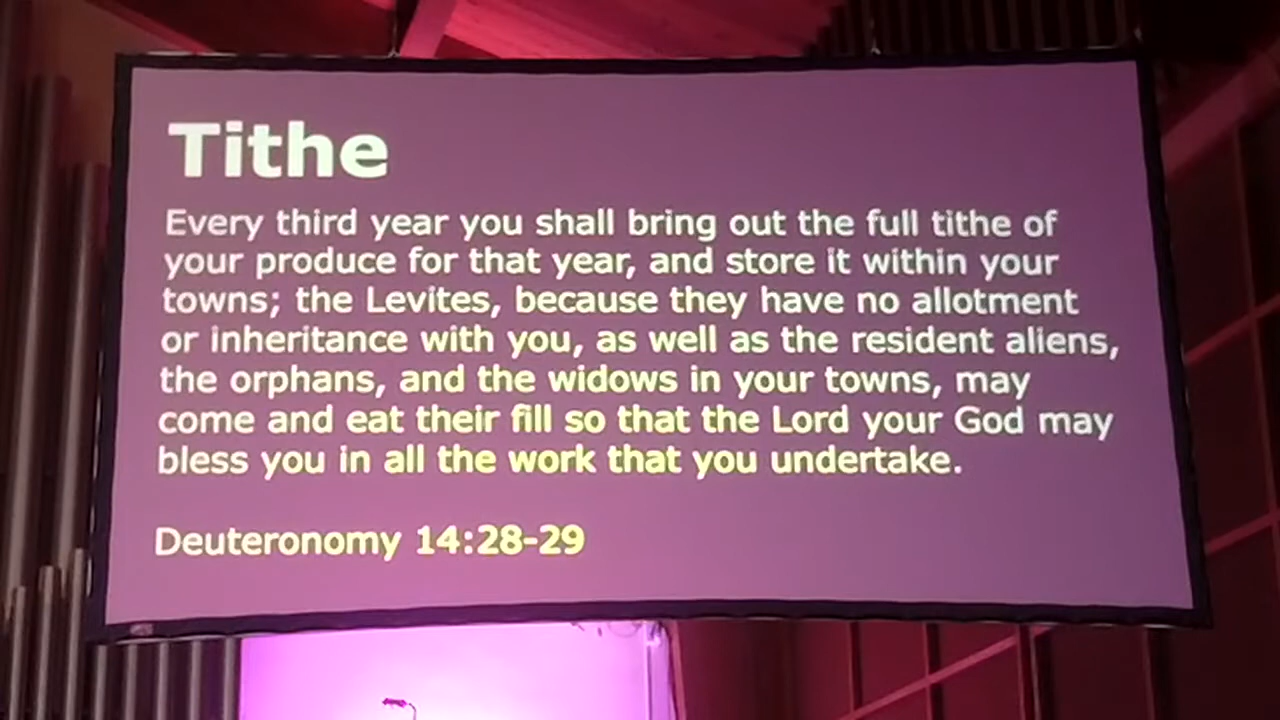 Tithe
Every third year you shall bring out the full tithe of
your produce for that year, and store it within your
towns; the Levites, because they have no allotment
or inheritance with you, as well as the resident aliens,
the orphans, and the widows in your towns, may
come and eat their fill so that the Lord your God may
bless you in all the work that you undertake.
Deuteronomy 14:28-29